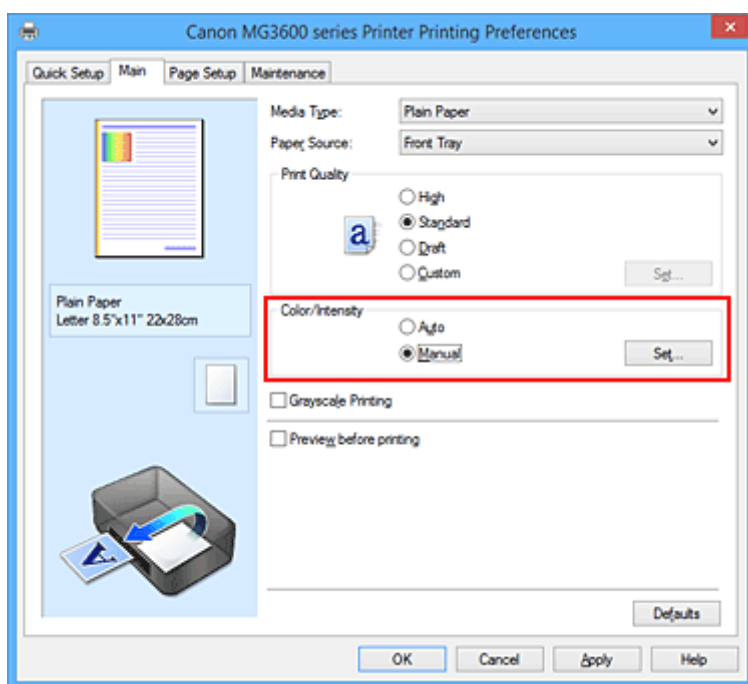 Canon MG3600 series Printer Printing Preferences
Quick Setup Main Page Setup Maintenance
Media Type: Plain Paper
Paper Source: Front Tray
Print Quality
High
a Standard
Draft
Custom Set...
Plain Paper
Letter 8.5"x11" 22x28cm
Color/Intensity
Auto
Manual Set...
Grayscale Printing
Preview before printing
A
Defaults
OK Cancel Apply Help